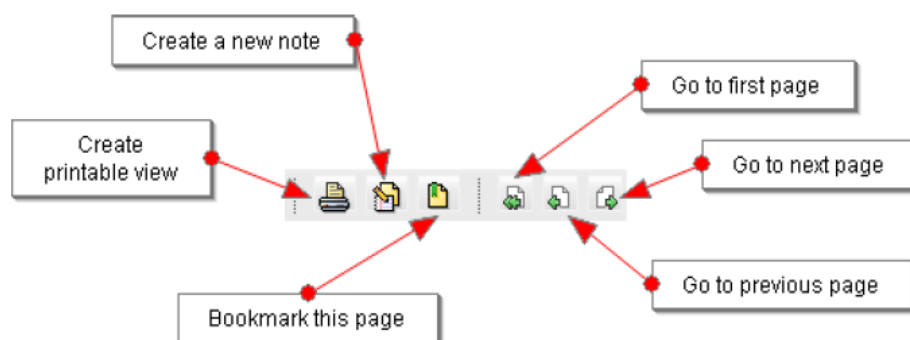 Create a new note
Go to first page
Create
printable view
Go to next page
Go to previous page
Bookmark this page